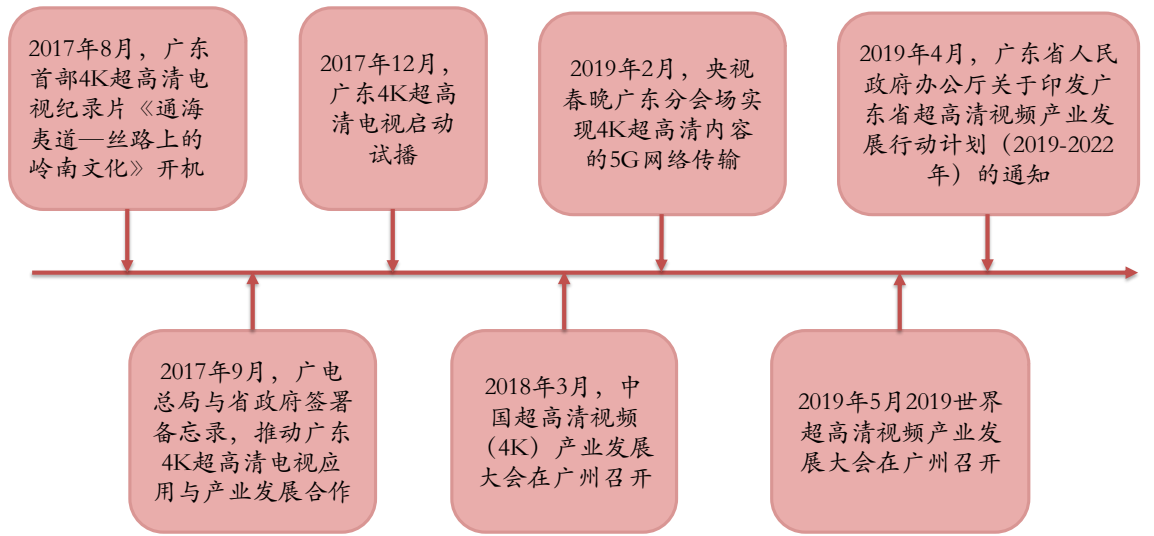 2017年8月，广东
首部4K超高清电
视纪录片《通海
夷道—丝路上的
岭南文化》开机
2017年12月，
广东4K超高
清电视启动
试播
2019年2月，央视
春晚广东分会场实
现4K超高清内容
的5G网络传输
2019年4月，广东省人民
政府办公厅关于印发广
东省超高清视频产业发
展行动计划（2019-2022
年）的通知
2017年9月，广电
总局与省政府签署
备忘录，推动广东
4K超高清电视应
用与产业发展合作
2018年3月，中
国超高清视频
（4K）产业发展
大会在广州召开
2019年5月2019世界
超高清视频产业发
展大会在广州召开